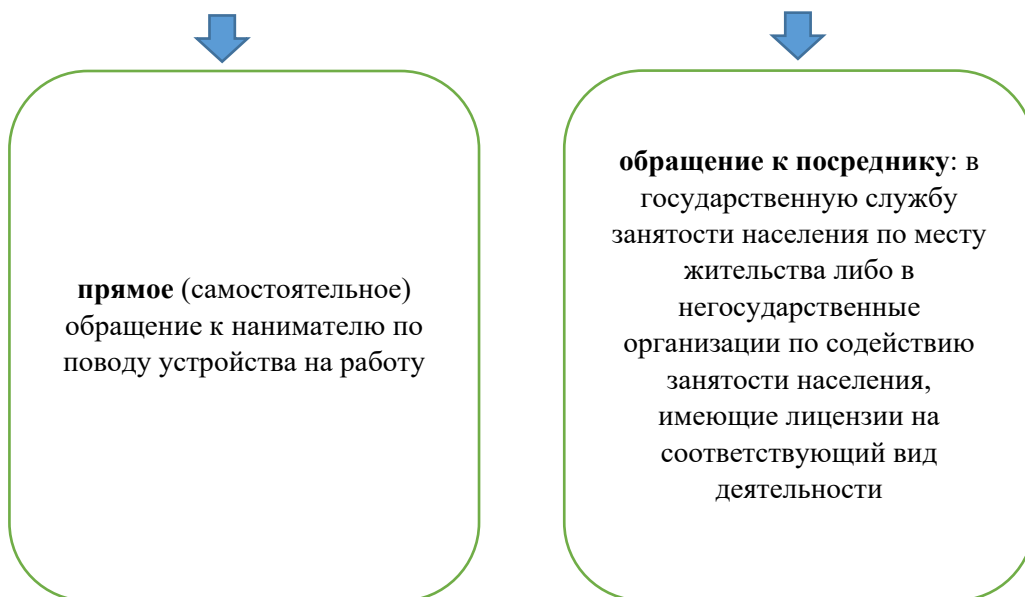 прямое (самостоятельное)
обращение к нанимателю по
поводу устройства на работу
обращение к посреднику: в
государственную службу
занятости населения по месту
жительства либо в
негосударственные
организации по содействию
занятости населения,
имеющие лицензии на
соответствующий вид
деятельности